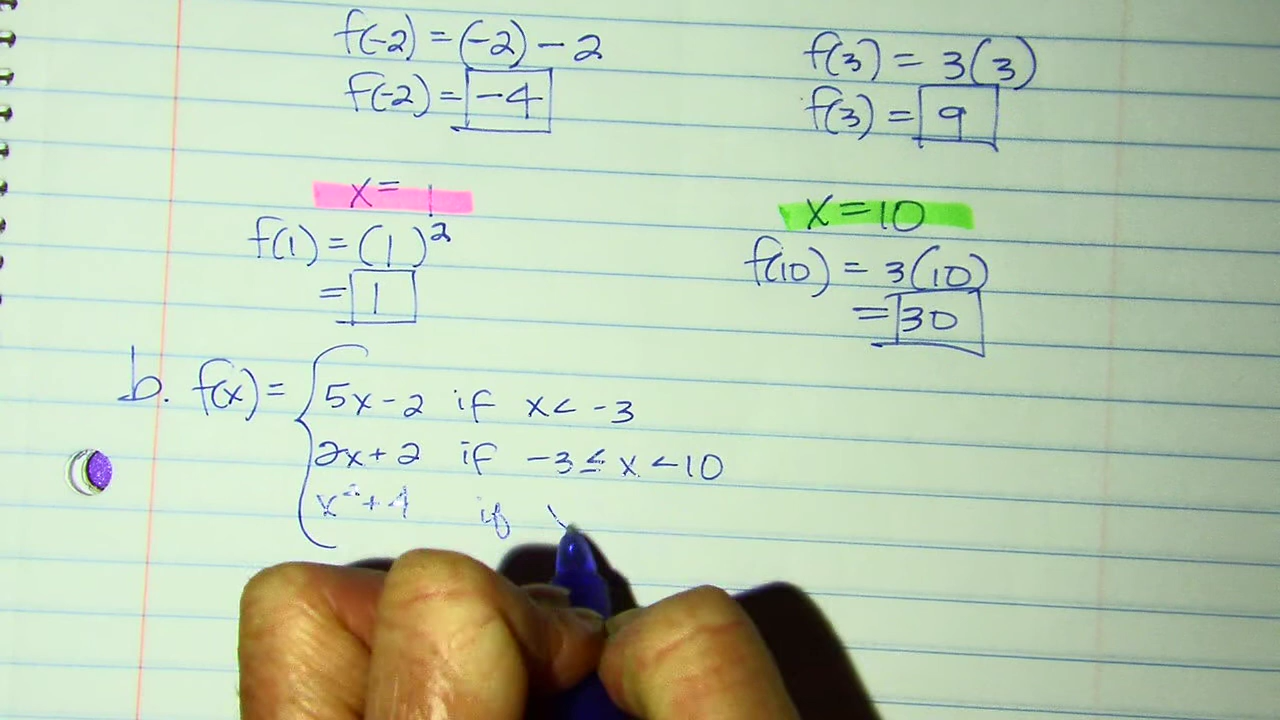 f(-2) = (-2) - 2
f(-2) = -4
f(3) = 3(3)
f(3) = 9
x = 1
f(1) = (1)²
= 1
x = 10
f(10) = 3(10)
= 30
b. f(x) = { 5x - 2 if x < -3
2x + 2 if -3 ≤ x < 10
x² + 4 if